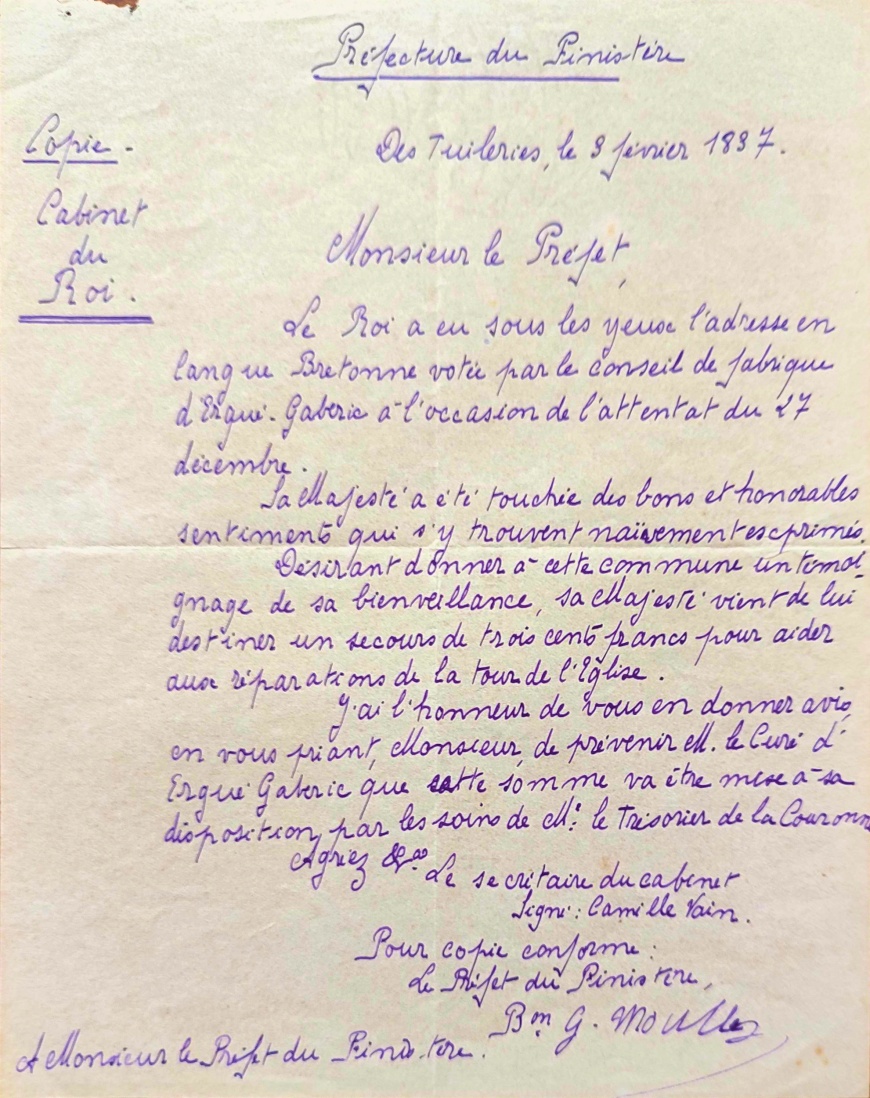 Préfecture du Finistère
Copie.
Des Tuileries, le 9 février 1837.
Cabinet
du
Roi.
Monsieur le Préfet,
Le Roi a eu sous les yeux l'adresse en
langue Bretonne votée par le conseil de fabrique
d'Ergué-Gabéric à l'occasion de l'attentat du 27
décembre.
Sa Majesté a été touchée des bons et honorables
sentiments qui s'y trouvent naïvement exprimés.
Désirant donner à cette commune un témoi-
gnage de sa bienveillance, sa Majesté vient de lui
destiner un secours de trois cents francs pour aider
aux réparations de la tour de l'Eglise.
J'ai l'honneur de vous en donner avis,
en vous priant, Monsieur, de prévenir M. le Curé d'
Ergué Gabéric que cette somme va être mise à sa
disposition, par les soins de Mr. le Trésorier de la Couronne
Agréez &
Le secrétaire du cabinet
Signé: Camille Vain.
Pour copie conforme:
Le Préfet du Finistère,
Bon G. Moullez
A Monsieur le Préfet du Finistère.